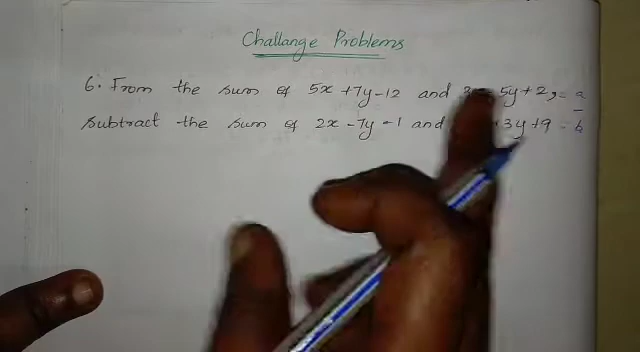 Challange Problems
6. From the sum of 5x + 7y - 12 and 5y + 2, = a
subtract the sum of 2x - 7y - 1 and 3y + 9 = b